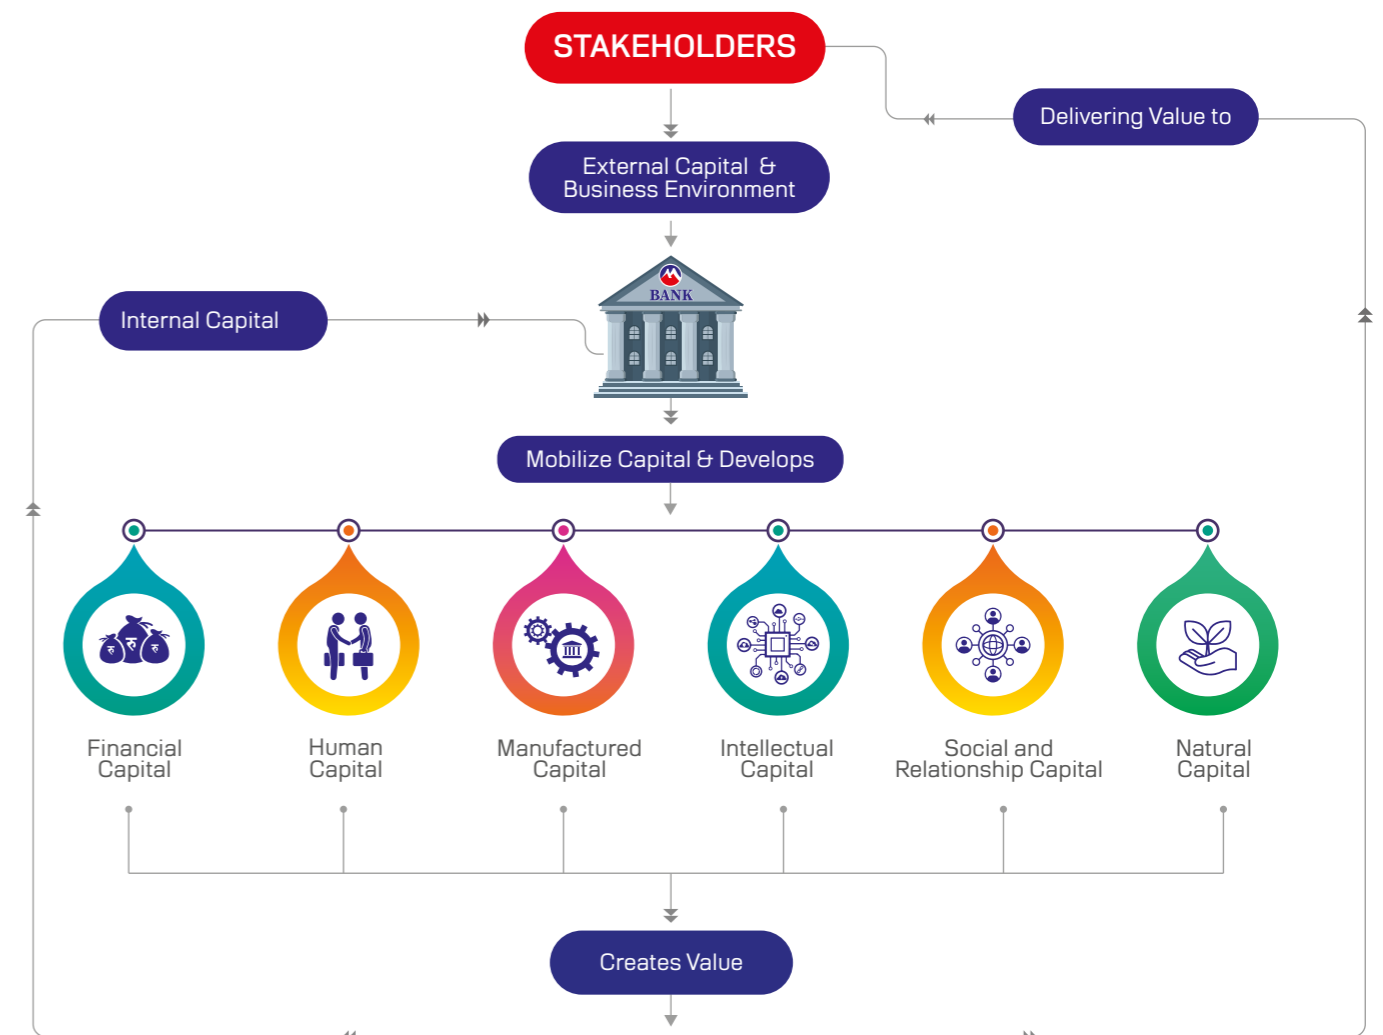 STAKEHOLDERS
Delivering Value to
External Capital &
Business Environment
BANK
Internal Capital
Mobilize Capital & Develops
रु रु रु
Financial
Capital
Human
Capital
Manufactured
Capital
Intellectual
Capital
Social and
Relationship Capital
Natural
Capital
Creates Value